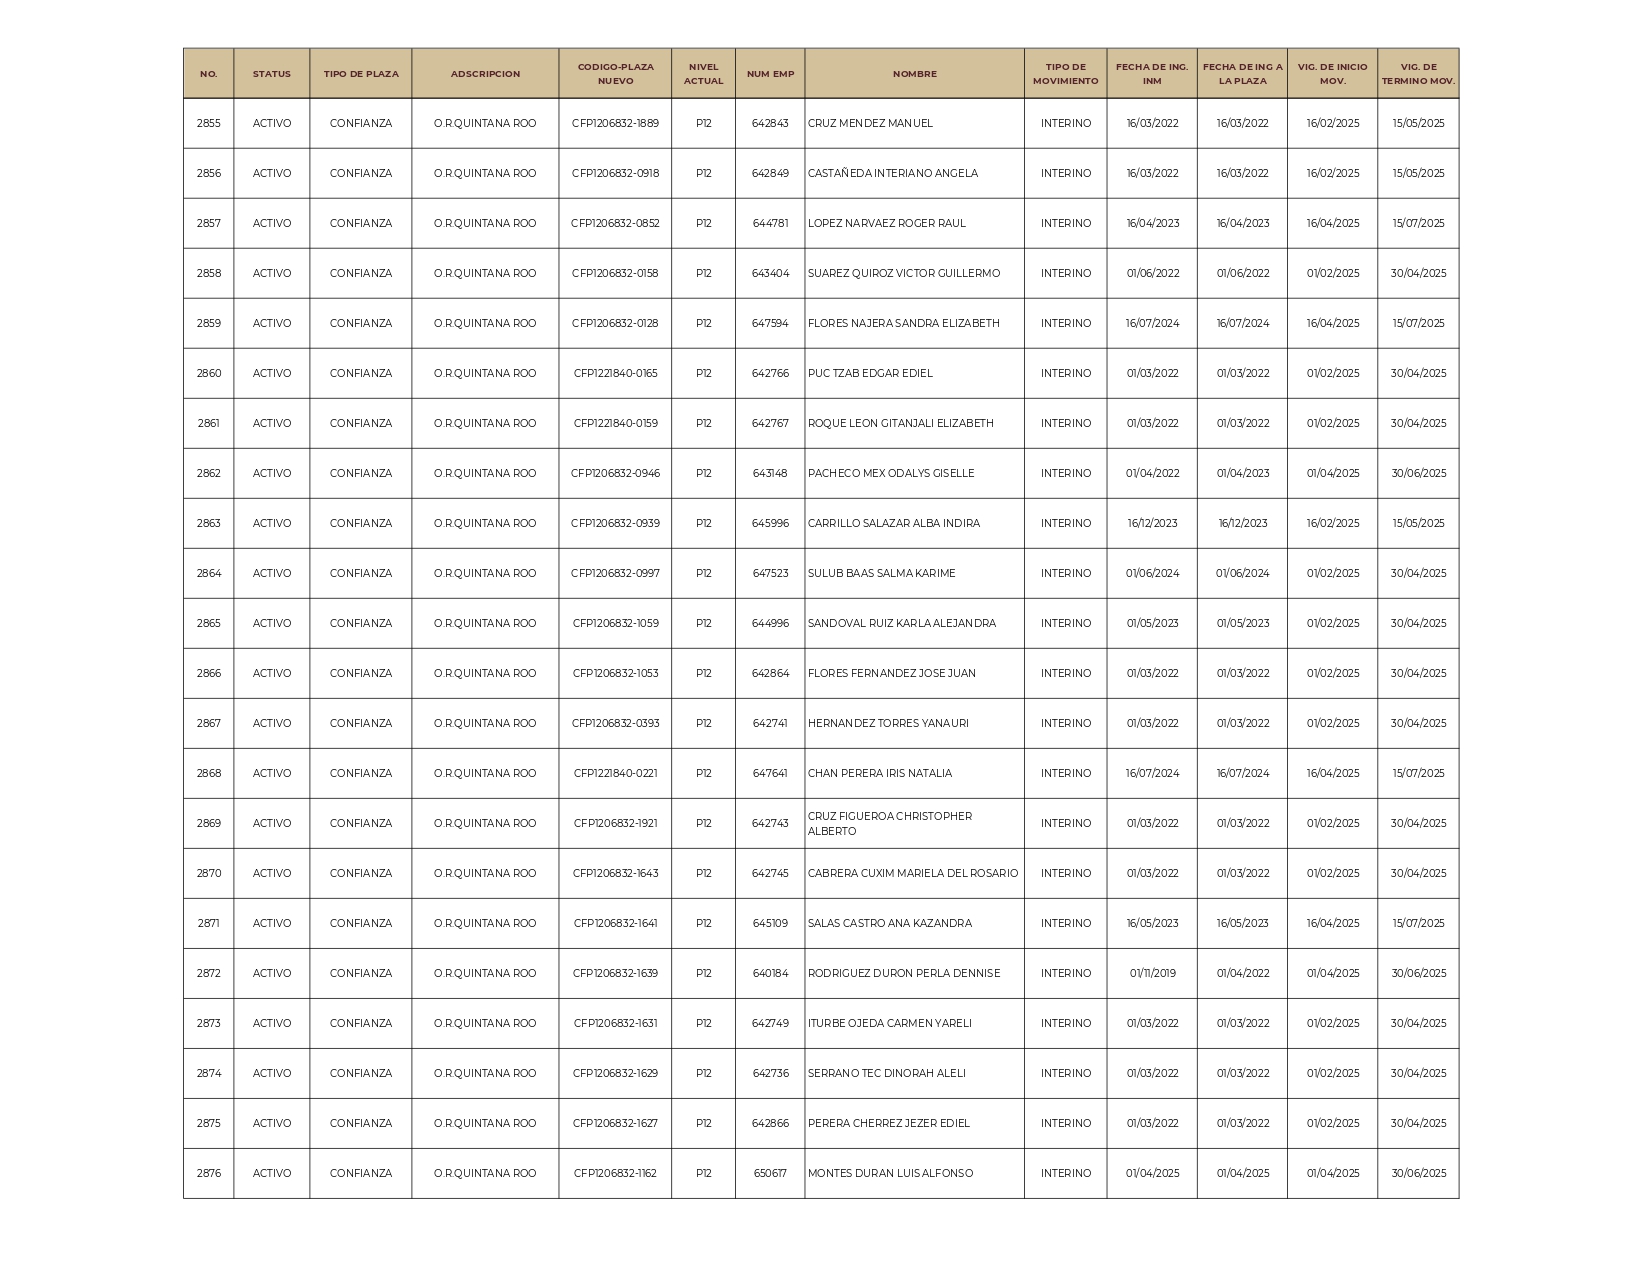 NO. STATUS TIPO DE PLAZA ADSCRIPCION CODIGO-PLAZA NUEVO NIVEL ACTUAL NUM EMP NOMBRE TIPO DE MOVIMIENTO FECHA DE ING. INM FECHA DE ING A LA PLAZA VIG. DE INICIO MOV. VIG. DE TERMINO MOV.
2855 ACTIVO CONFIANZA O.R.QUINTANA ROO CFP1206832-1889 P12 642843 CRUZ MENDEZ MANUEL INTERINO 16/03/2022 16/03/2022 16/02/2025 15/05/2025
2856 ACTIVO CONFIANZA O.R.QUINTANA ROO CFP1206832-0918 P12 642849 CASTAÑEDA INTERIANO ANGELA INTERINO 16/03/2022 16/03/2022 16/02/2025 15/05/2025
2857 ACTIVO CONFIANZA O.R.QUINTANA ROO CFP1206832-0852 P12 644781 LOPEZ NARVAEZ ROGER RAUL INTERINO 16/04/2023 16/04/2023 16/04/2025 15/07/2025
2858 ACTIVO CONFIANZA O.R.QUINTANA ROO CFP1206832-0158 P12 643404 SUAREZ QUIROZ VICTOR GUILLERMO INTERINO 01/06/2022 01/06/2022 01/02/2025 30/04/2025
2859 ACTIVO CONFIANZA O.R.QUINTANA ROO CFP1206832-0128 P12 647594 FLORES NAJERA SANDRA ELIZABETH INTERINO 16/07/2024 16/07/2024 16/04/2025 15/07/2025
2860 ACTIVO CONFIANZA O.R.QUINTANA ROO CFP1221840-0165 P12 642766 PUC TZAB EDGAR EDIEL INTERINO 01/03/2022 01/03/2022 01/02/2025 30/04/2025
2861 ACTIVO CONFIANZA O.R.QUINTANA ROO CFP1221840-0159 P12 642767 ROQUE LEON GITANJALI ELIZABETH INTERINO 01/03/2022 01/03/2022 01/02/2025 30/04/2025
2862 ACTIVO CONFIANZA O.R.QUINTANA ROO CFP1206832-0946 P12 643148 PACHECO MEX ODALYS GISELLE INTERINO 01/04/2022 01/04/2023 01/04/2025 30/06/2025
2863 ACTIVO CONFIANZA O.R.QUINTANA ROO CFP1206832-0939 P12 645996 CARRILLO SALAZAR ALBA INDIRA INTERINO 16/12/2023 16/12/2023 16/02/2025 15/05/2025
2864 ACTIVO CONFIANZA O.R.QUINTANA ROO CFP1206832-0997 P12 647523 SULUB BAAS SALMA KARIME INTERINO 01/06/2024 01/06/2024 01/02/2025 30/04/2025
2865 ACTIVO CONFIANZA O.R.QUINTANA ROO CFP1206832-1059 P12 644996 SANDOVAL RUIZ KARLA ALEJANDRA INTERINO 01/05/2023 01/05/2023 01/02/2025 30/04/2025
2866 ACTIVO CONFIANZA O.R.QUINTANA ROO CFP1206832-1053 P12 642864 FLORES FERNANDEZ JOSE JUAN INTERINO 01/03/2022 01/03/2022 01/02/2025 30/04/2025
2867 ACTIVO CONFIANZA O.R.QUINTANA ROO CFP1206832-0393 P12 642741 HERNANDEZ TORRES YANAURI INTERINO 01/03/2022 01/03/2022 01/02/2025 30/04/2025
2868 ACTIVO CONFIANZA O.R.QUINTANA ROO CFP1221840-0221 P12 647641 CHAN PERERA IRIS NATALIA INTERINO 16/07/2024 16/07/2024 16/04/2025 15/07/2025
2869 ACTIVO CONFIANZA O.R.QUINTANA ROO CFP1206832-1921 P12 642743 CRUZ FIGUEROA CHRISTOPHER ALBERTO INTERINO 01/03/2022 01/03/2022 01/02/2025 30/04/2025
2870 ACTIVO CONFIANZA O.R.QUINTANA ROO CFP1206832-1643 P12 642745 CABRERA CUXIM MARIELA DEL ROSARIO INTERINO 01/03/2022 01/03/2022 01/02/2025 30/04/2025
2871 ACTIVO CONFIANZA O.R.QUINTANA ROO CFP1206832-1641 P12 645109 SALAS CASTRO ANA KAZANDRA INTERINO 16/05/2023 16/05/2023 16/04/2025 15/07/2025
2872 ACTIVO CONFIANZA O.R.QUINTANA ROO CFP1206832-1639 P12 640184 RODRIGUEZ DURON PERLA DENNISE INTERINO 01/11/2019 01/04/2022 01/04/2025 30/06/2025
2873 ACTIVO CONFIANZA O.R.QUINTANA ROO CFP1206832-1631 P12 642749 ITURBE OJEDA CARMEN YARELI INTERINO 01/03/2022 01/03/2022 01/02/2025 30/04/2025
2874 ACTIVO CONFIANZA O.R.QUINTANA ROO CFP1206832-1629 P12 642736 SERRANO TEC DINORAH ALELI INTERINO 01/03/2022 01/03/2022 01/02/2025 30/04/2025
2875 ACTIVO CONFIANZA O.R.QUINTANA ROO CFP1206832-1627 P12 642866 PERERA CHERREZ JEZER EDIEL INTERINO 01/03/2022 01/03/2022 01/02/2025 30/04/2025
2876 ACTIVO CONFIANZA O.R.QUINTANA ROO CFP1206832-1162 P12 650617 MONTES DURAN LUIS ALFONSO INTERINO 01/04/2025 01/04/2025 01/04/2025 30/06/2025